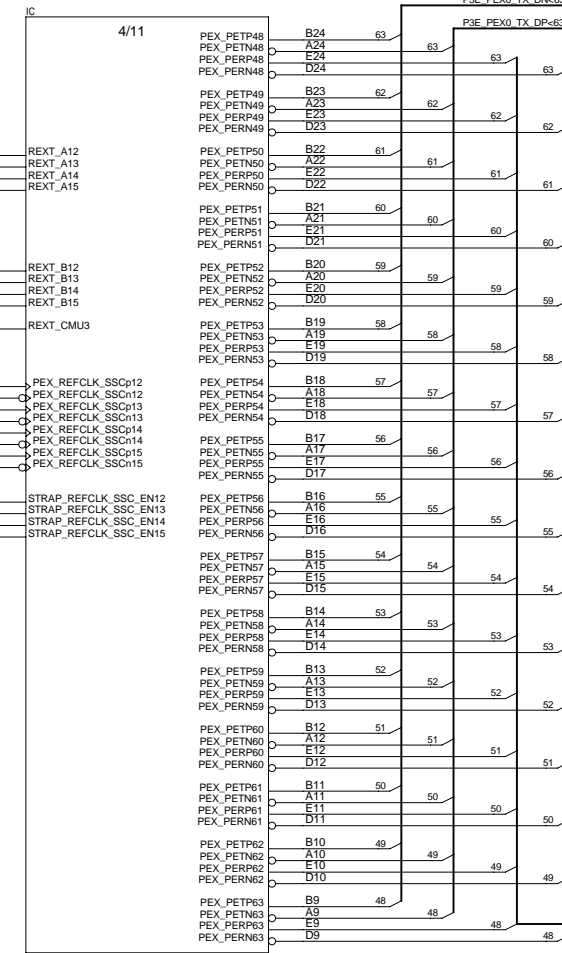 P3E_PEX0_TX_DN<63
IC
P3E_PEX0_TX_DP<63
4/11
PEX_PETP48 B24 63
PEX_PETN48 A24 63
PEX_PERP48 E24 63
PEX_PERN48 D24 63
PEX_PETP49 B23 62
PEX_PETN49 A23 62
PEX_PERP49 E23 62
PEX_PERN49 D23 62
REXT_A12 PEX_PETP50 B22 61
REXT_A13 PEX_PETN50 A22 61
REXT_A14 PEX_PERP50 E22 61
REXT_A15 PEX_PERN50 D22 61
PEX_PETP51 B21 60
PEX_PETN51 A21 60
PEX_PERP51 E21 60
PEX_PERN51 D21 60
REXT_B12 PEX_PETP52 B20 59
REXT_B13 PEX_PETN52 A20 59
REXT_B14 PEX_PERP52 E20 59
REXT_B15 PEX_PERN52 D20 59
REXT_CMU3 PEX_PETP53 B19 58
PEX_PETN53 A19 58
PEX_PERP53 E19 58
PEX_PERN53 D19 58
PEX_REFCLK_SSCp12 PEX_PETP54 B18 57
PEX_REFCLK_SSCn12 PEX_PETN54 A18 57
PEX_REFCLK_SSCp13 PEX_PERP54 E18 57
PEX_REFCLK_SSCn13 PEX_PERN54 D18 57
PEX_REFCLK_SSCp14
PEX_REFCLK_SSCn14 PEX_PETP55 B17 56
PEX_REFCLK_SSCp15 PEX_PETN55 A17 56
PEX_REFCLK_SSCn15 PEX_PERP55 E17 56
PEX_PERN55 D17 56
STRAP_REFCLK_SSC_EN12 PEX_PETP56 B16 55
STRAP_REFCLK_SSC_EN13 PEX_PETN56 A16 55
STRAP_REFCLK_SSC_EN14 PEX_PERP56 E16 55
STRAP_REFCLK_SSC_EN15 PEX_PERN56 D16 55
PEX_PETP57 B15 54
PEX_PETN57 A15 54
PEX_PERP57 E15 54
PEX_PERN57 D15 54
PEX_PETP58 B14 53
PEX_PETN58 A14 53
PEX_PERP58 E14 53
PEX_PERN58 D14 53
PEX_PETP59 B13 52
PEX_PETN59 A13 52
PEX_PERP59 E13 52
PEX_PERN59 D13 52
PEX_PETP60 B12 51
PEX_PETN60 A12 51
PEX_PERP60 E12 51
PEX_PERN60 D12 51
PEX_PETP61 B11 50
PEX_PETN61 A11 50
PEX_PERP61 E11 50
PEX_PERN61 D11 50
PEX_PETP62 B10 49
PEX_PETN62 A10 49
PEX_PERP62 E10 49
PEX_PERN62 D10 49
PEX_PETP63 B9 48
PEX_PETN63 A9 48
PEX_PERP63 E9 48
PEX_PERN63 D9 48